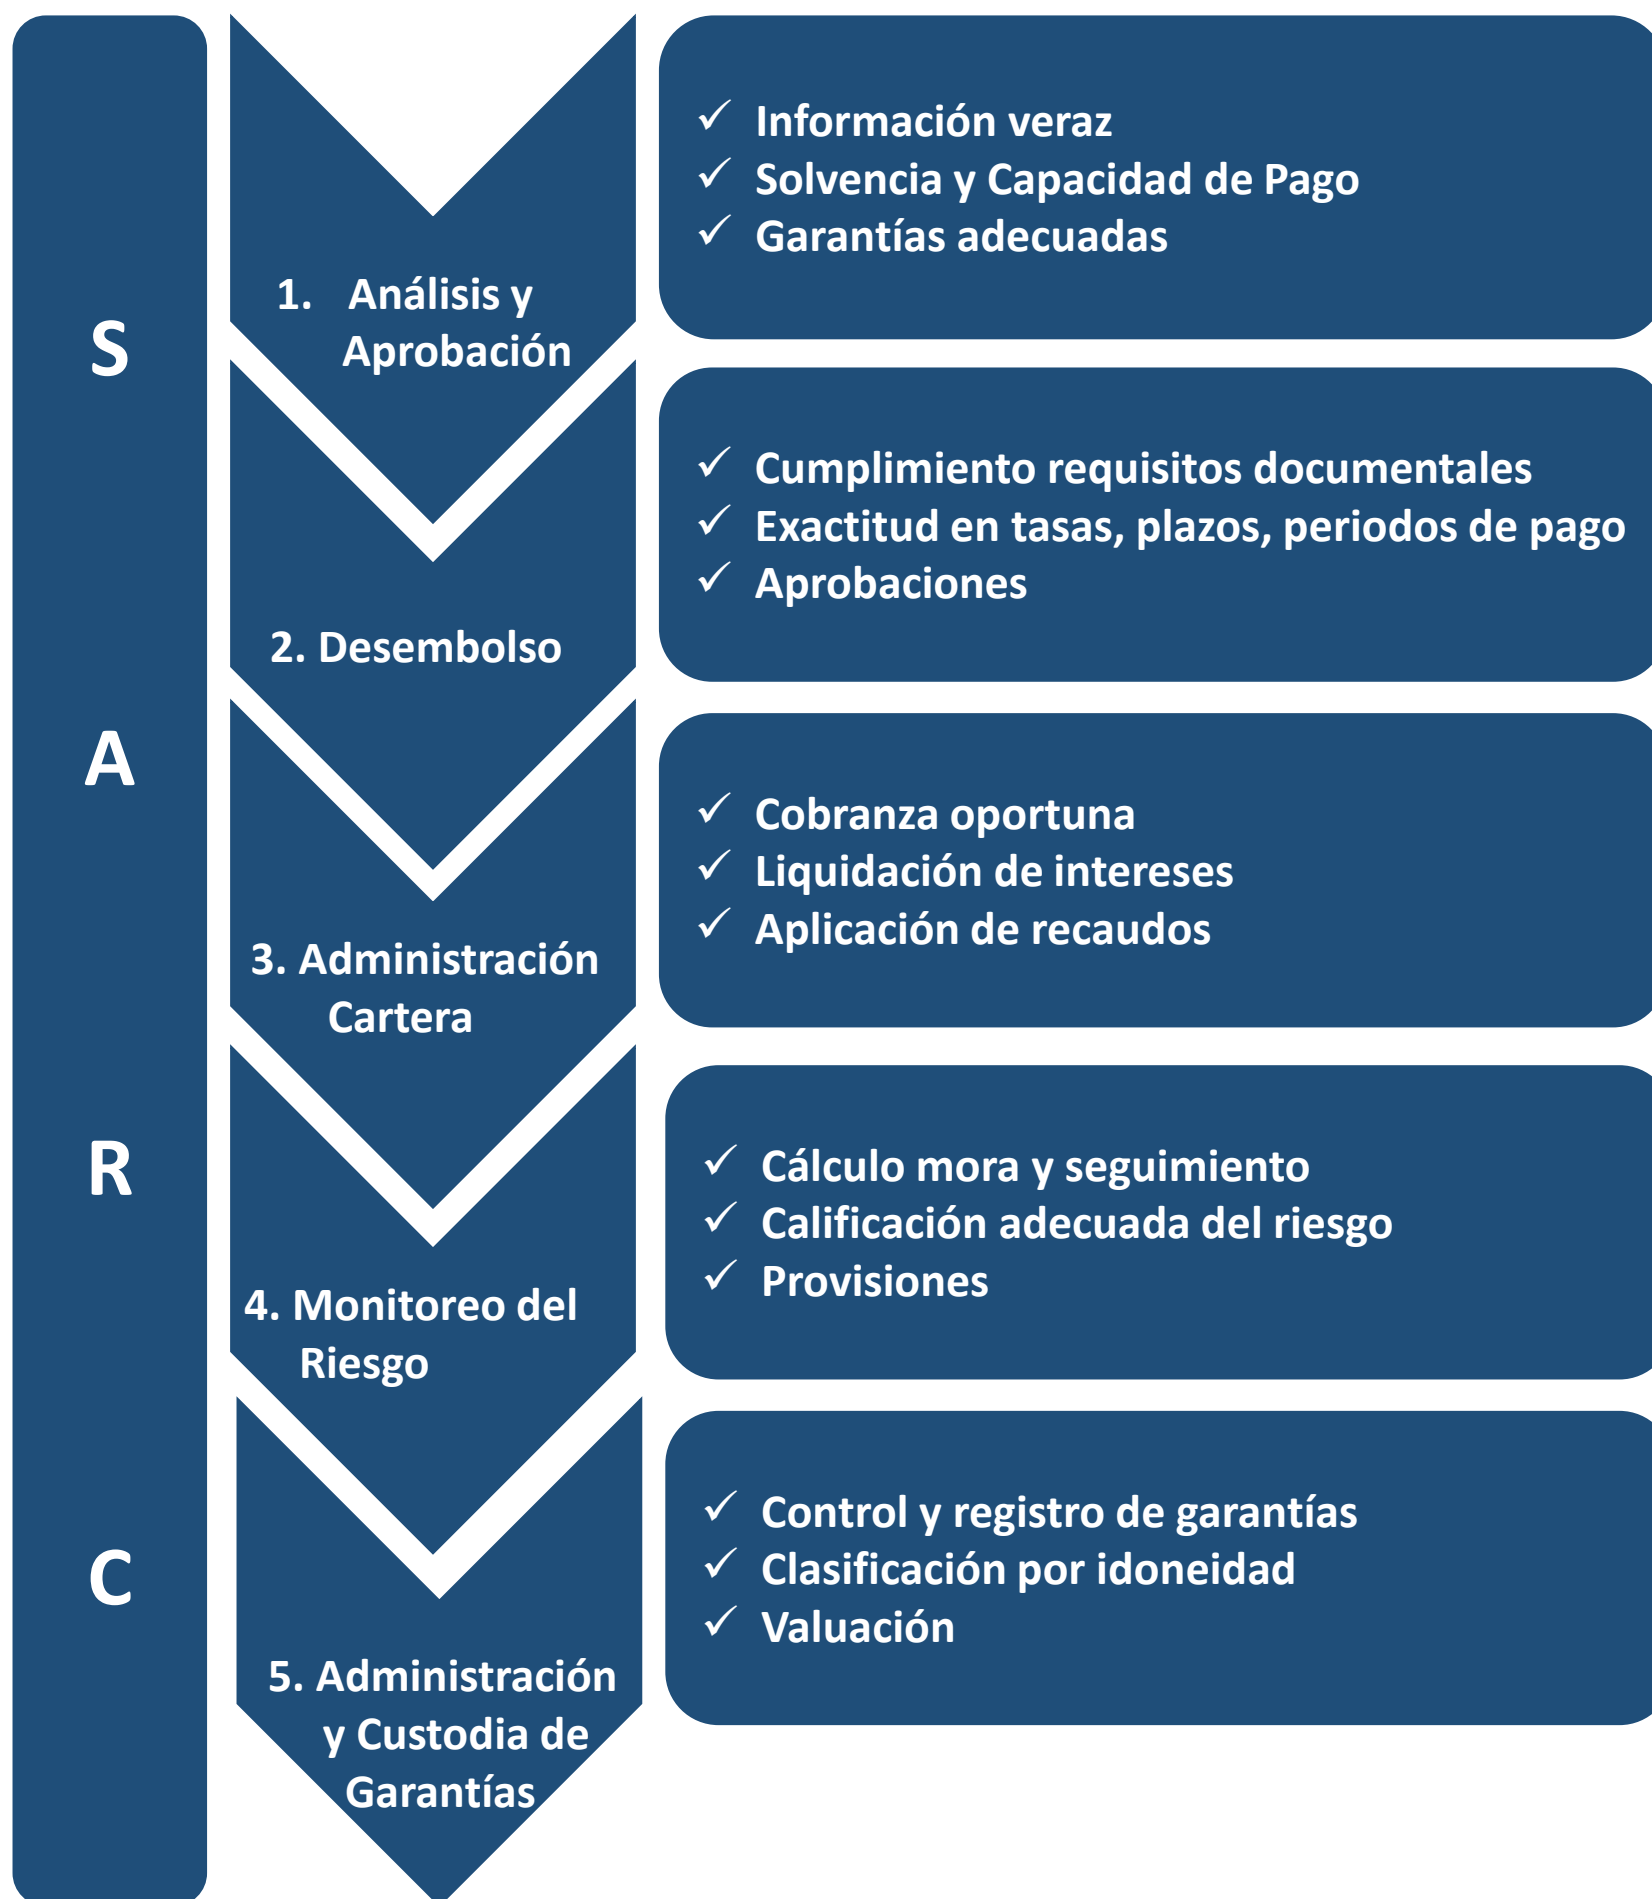 S
A
R
C
1. Análisis y
Aprobación
✓ Información veraz
✓ Solvencia y Capacidad de Pago
✓ Garantías adecuadas
2. Desembolso
✓ Cumplimiento requisitos documentales
✓ Exactitud en tasas, plazos, periodos de pago
✓ Aprobaciones
3. Administración
Cartera
✓ Cobranza oportuna
✓ Liquidación de intereses
✓ Aplicación de recaudos
4. Monitoreo del
Riesgo
✓ Cálculo mora y seguimiento
✓ Calificación adecuada del riesgo
✓ Provisiones
5. Administración
y Custodia de
Garantías
✓ Control y registro de garantías
✓ Clasificación por idoneidad
✓ Valuación